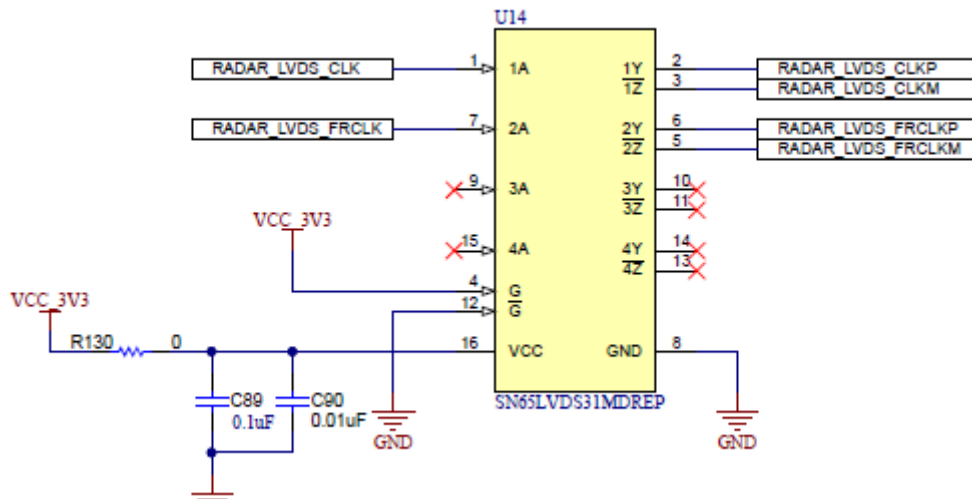 U14
RADAR_LVDS_CLK 1 1A 1Y 2 RADAR_LVDS_CLKP
1Z 3 RADAR_LVDS_CLKM
RADAR_LVDS_FRCLK 7 2A 2Y 6 RADAR_LVDS_FRCLKP
2Z 5 RADAR_LVDS_FRCLKM
9 3A 3Y 10
3Z 11
VCC_3V3
15 4A 4Y 14
4Z 13
4 G
12 G
VCC_3V3
R130 0 16 VCC GND 8
C89 C90
0.1uF 0.01uF
SN65LVDS31MDREP
GND GND